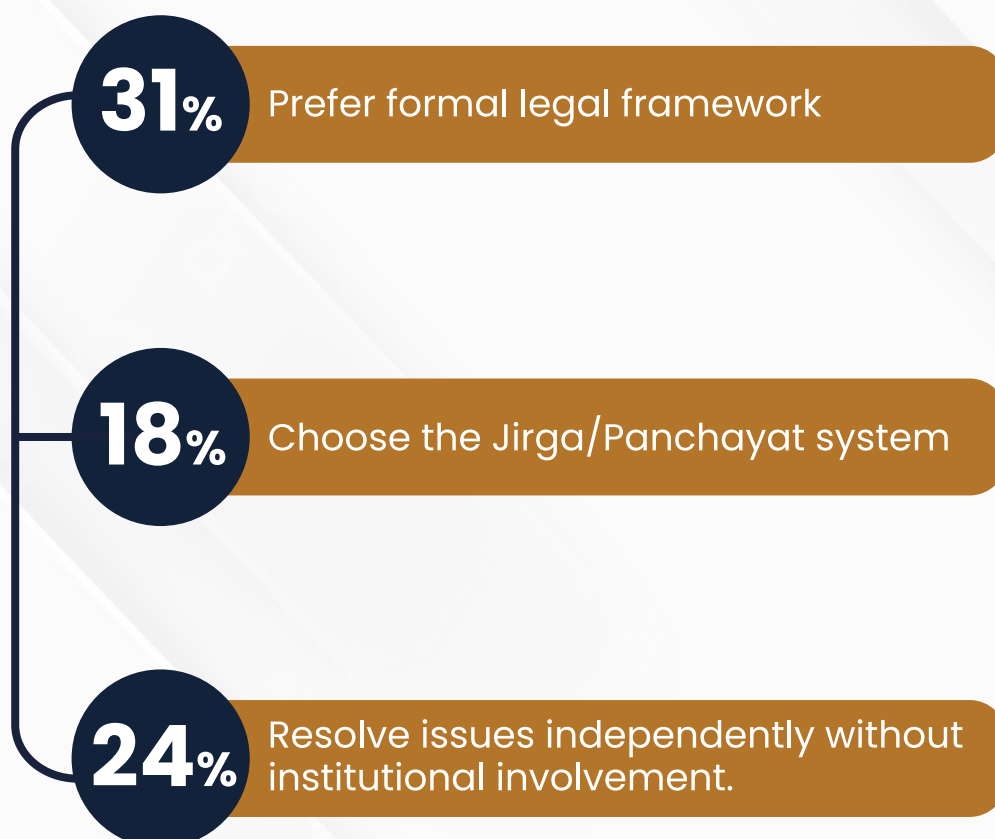 31%
Prefer formal legal framework
18%
Choose the Jirga/Panchayat system
24%
Resolve issues independently without
institutional involvement.